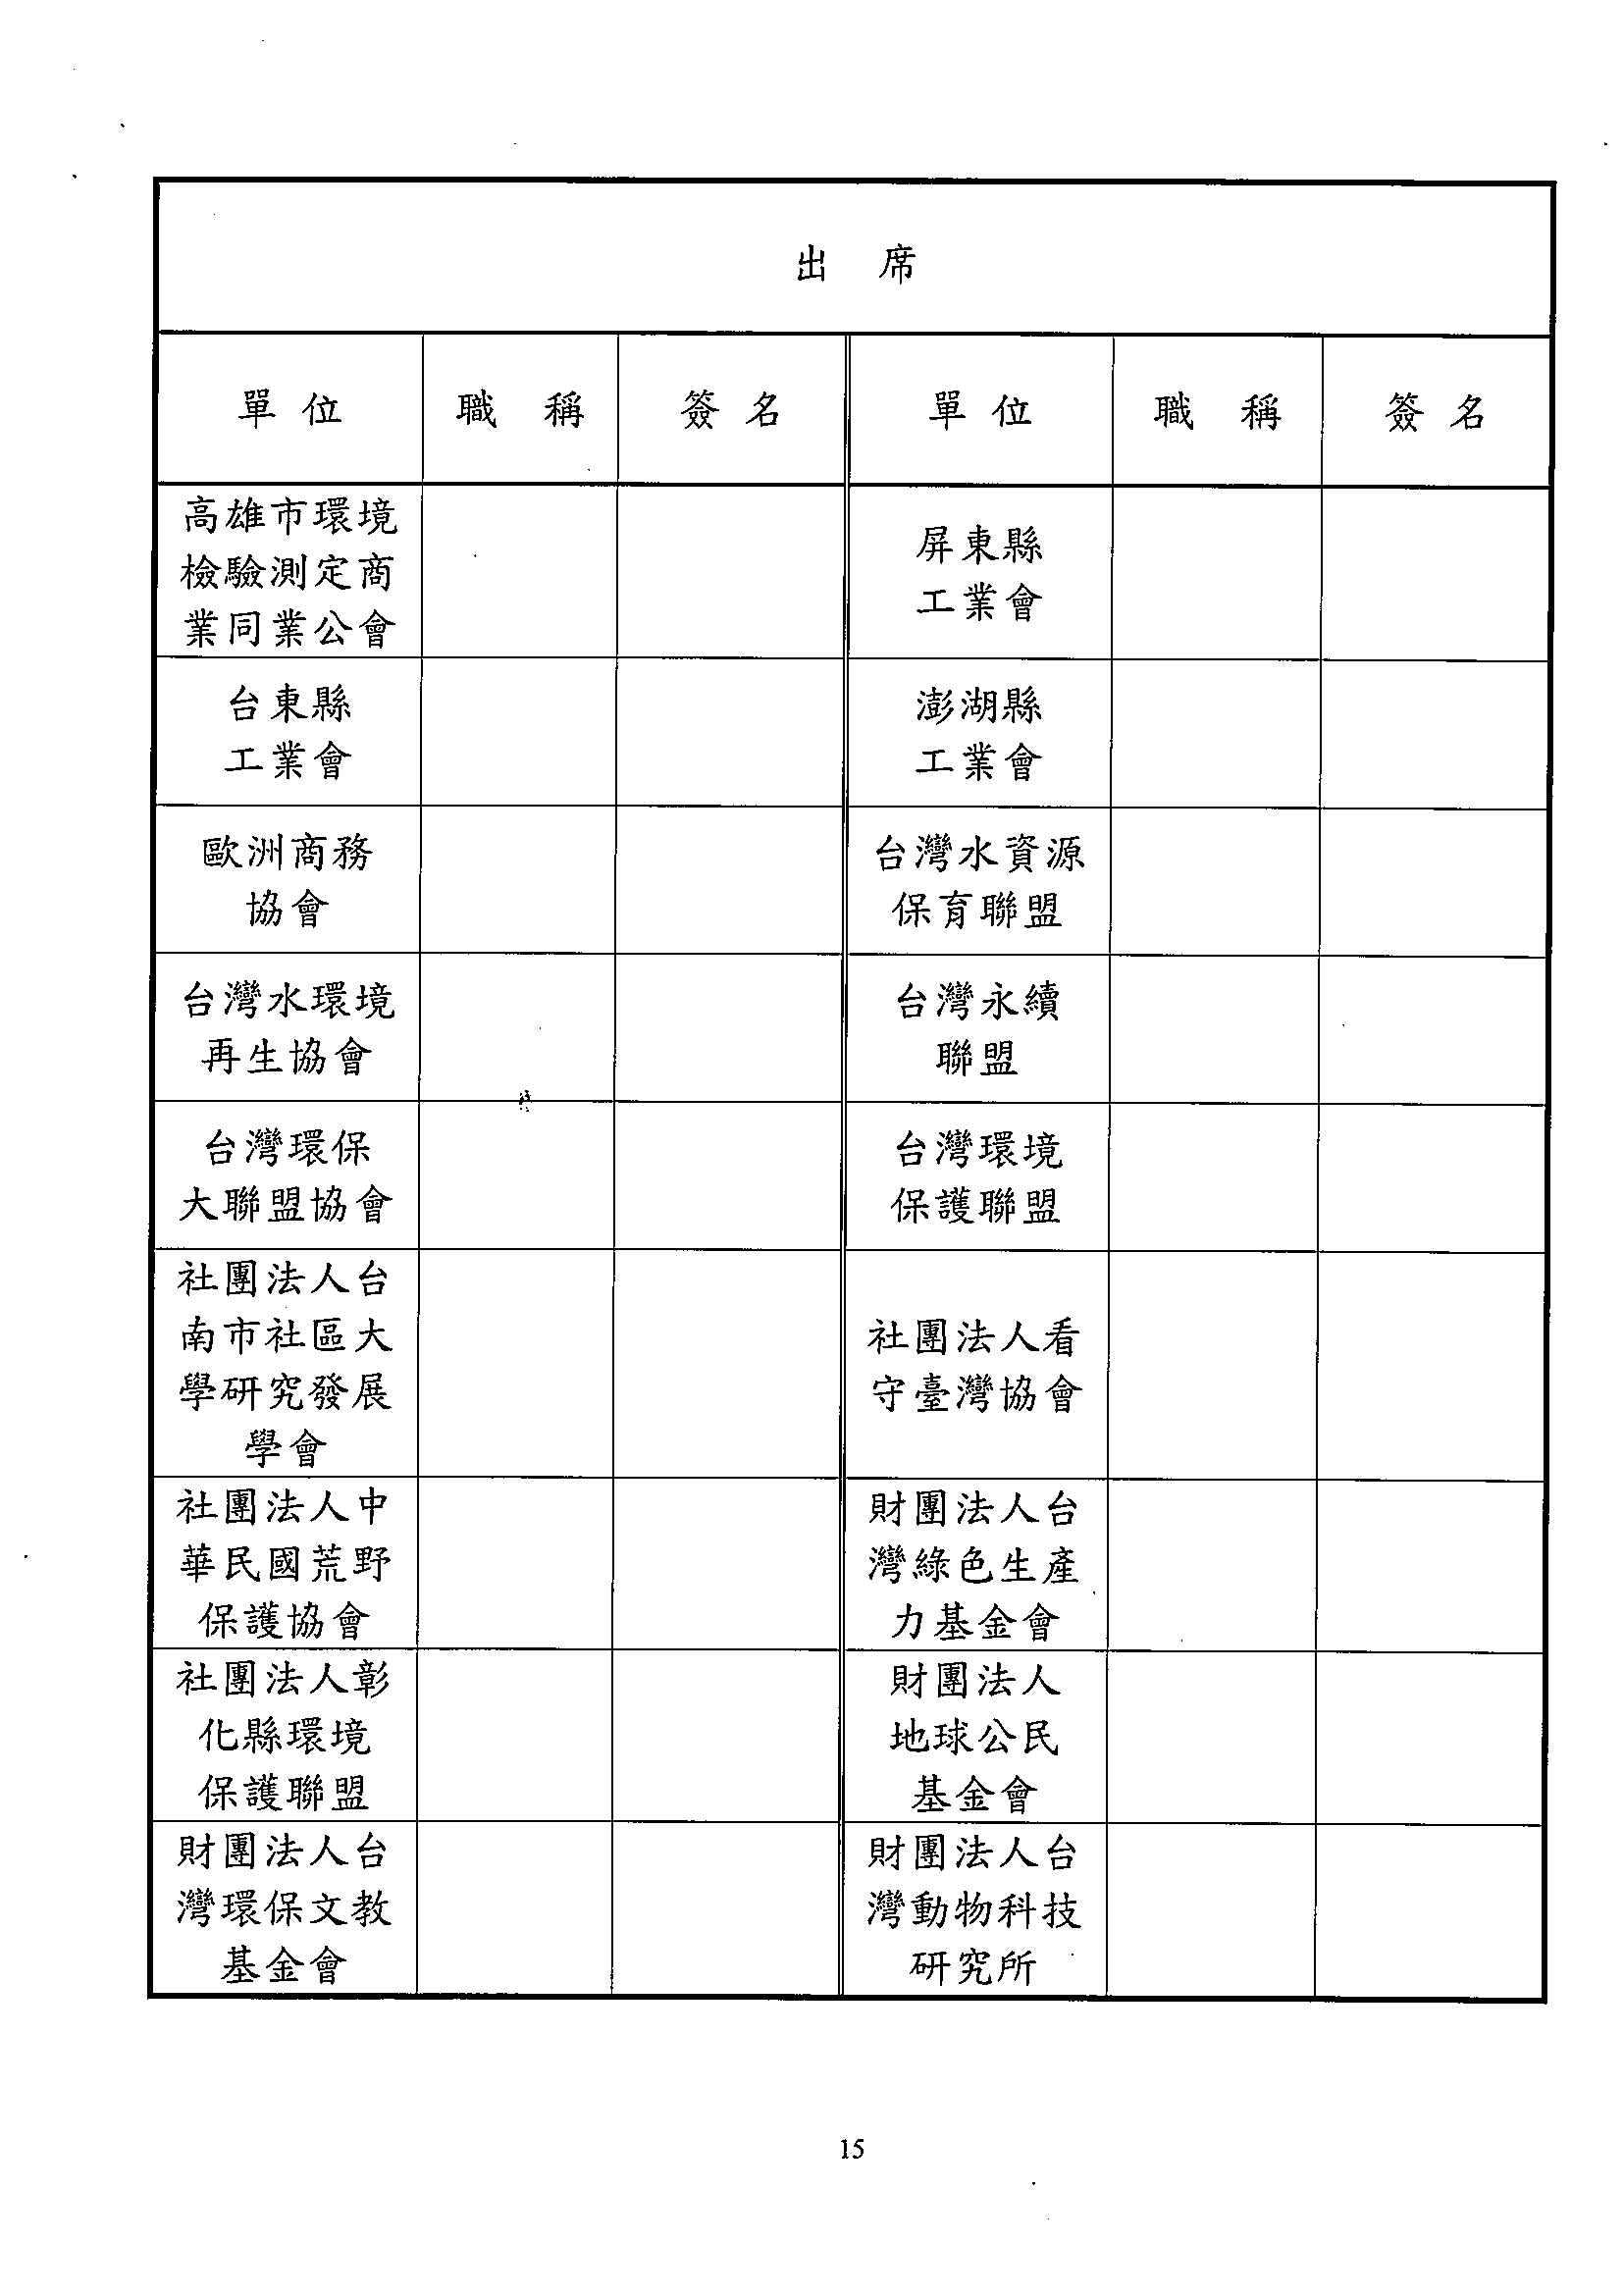 出 席
單位 職稱 簽名 單位 職稱 簽名
高雄市環境
檢驗測定商
業同業公會
屏東縣
工業會
台東縣
工業會
澎湖縣
工業會
歐洲商務
協會
台灣水資源
保育聯盟
台灣水環境
再生協會
台灣永續
聯盟
台灣環保
大聯盟協會
台灣環境
保護聯盟
社團法人台
南市社區大
學研究發展
學會
社團法人看
守臺灣協會
社團法人中
華民國荒野
保護協會
財團法人台
灣綠色生產
力基金會
社團法人彰
化縣環境
保護聯盟
財團法人
地球公民
基金會
財團法人台
灣環保文教
基金會
財團法人台
灣動物科技
研究所
15